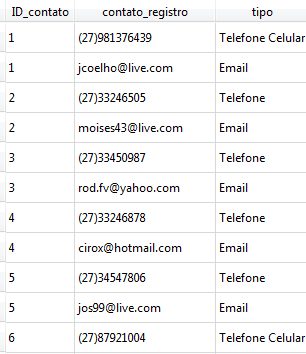 ID_contato contato_registro tipo
1 (27)981376439 Telefone Celular
1 jcoelho@live.com Email
2 (27)33246505 Telefone
2 moises43@live.com Email
3 (27)33450987 Telefone
3 rod.fv@yahoo.com Email
4 (27)33246878 Telefone
4 cirox@hotmail.com Email
5 (27)34547806 Telefone
5 jos99@live.com Email
6 (27)87921004 Telefone Celular